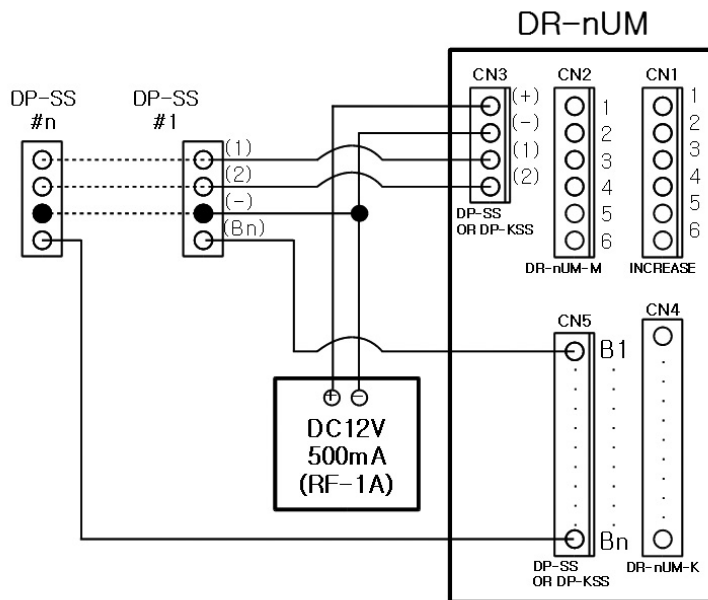 DR-nUM
CN3
CN2
CN1
(+)
(-)
(1)
(2)
1
2
3
4
5
6
1
2
3
4
5
6
DP-SS
OR DP-KSS
DR-nUM-M
INCREASE
DP-SS
#n
DP-SS
#1
(1)
(2)
(-)
(Bn)
CN5
CN4
B1
Bn
DP-SS
OR DP-KSS
DR-nUM-K
+
−
DC12V
500mA
(RF-1A)